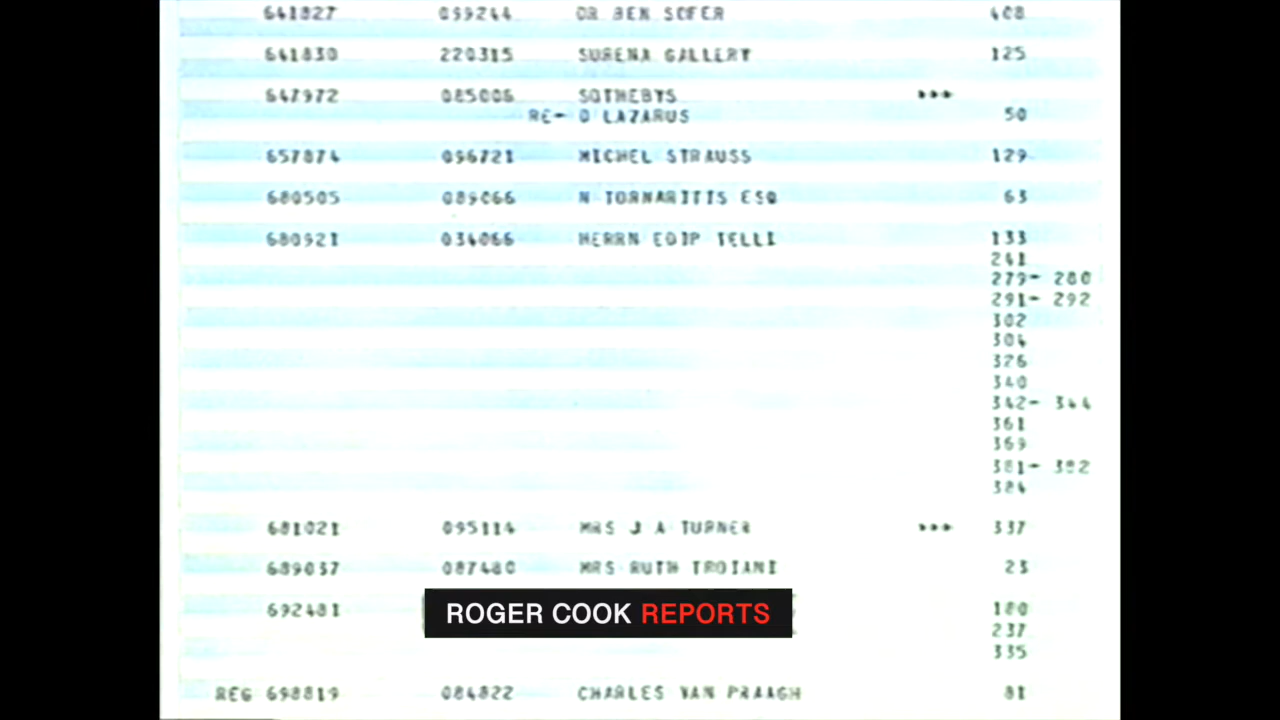 641827 099244 DR BEN SOFER 408
641830 220315 SURENA GALLERY 125
647972 085006 SOTHEBYS ***
RE- D LAZARUS 50
657874 096721 MICHEL STRAUSS 129
680505 089066 N TORNARITIS ESQ 63
680921 034066 HERRN EDIP TELLI 133
241
279- 280
291- 292
302
304
326
340
342- 344
361
369
381- 382
384
681021 095114 MRS J A TURNER *** 337
689037 087480 MRS RUTH TROIANI 23
692481 180
ROGER COOK REPORTS
237
335
REG 698819 084822 CHARLES VAN PRAAGH 81